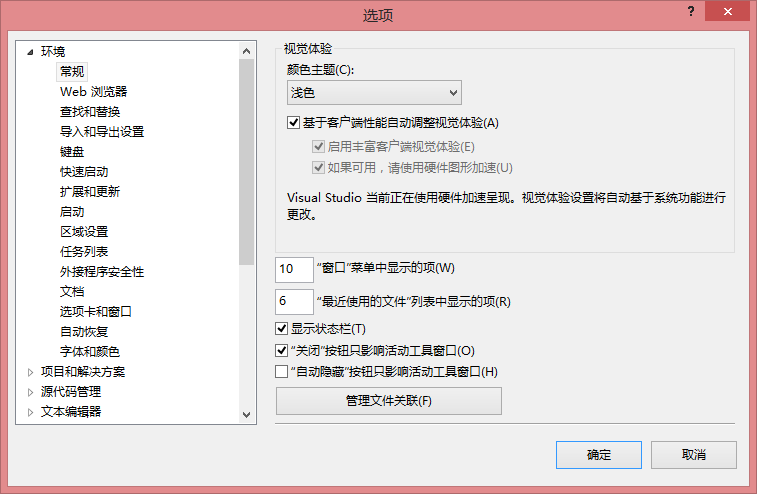 选项
?
环境
常规
Web 浏览器
查找和替换
导入和导出设置
键盘
快速启动
扩展和更新
启动
区域设置
任务列表
外接程序安全性
文档
选项卡和窗口
自动恢复
字体和颜色
项目和解决方案
源代码管理
文本编辑器
视觉体验
颜色主题(C):
浅色
基于客户端性能自动调整视觉体验(A)
启用丰富客户端视觉体验(E)
如果可用，请使用硬件图形加速(U)
Visual Studio 当前正在使用硬件加速呈现。视觉体验设置将自动基于系统功能进行
更改。
10 “窗口”菜单中显示的项(W)
6 “最近使用的文件”列表中显示的项(R)
显示状态栏(T)
“关闭”按钮只影响活动工具窗口(O)
“自动隐藏”按钮只影响活动工具窗口(H)
管理文件关联(F)
确定
取消